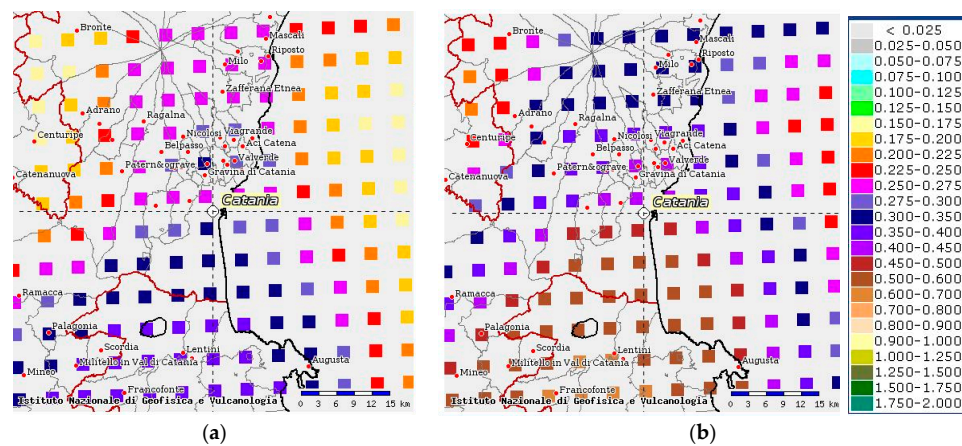 Bronte
Mascali
Riposto
Milo
Zafferana Etnea
Adrano
Ragalna
Centuripe
Nicolosi
Viagrande
Belpasso
Aci Catena
Catenanuova
Patern&ograve
Valverde
Gravina di Catania
Catania
Ramacca
Palagonia
Scordia
Lentini
Militello in Val di Catania
Augusta
Mineo
Francofonte
Istituto Nazionale di Geofisica e Vulcanologia
0 3 6 9 12 15 km
(a)
Bronte
Mascali
Riposto
Milo
Zafferana Etnea
Adrano
Ragalna
Centuripe
Nicolosi
Viagrande
Belpasso
Aci Catena
Catenanuova
Patern&ograve
Valverde
Gravina di Catania
Catania
Ramacca
Palagonia
Scordia
Lentini
Militello in Val di Catania
Augusta
Mineo
Francofonte
Istituto Nazionale di Geofisica e Vulcanologia
0 3 6 9 12 15 km
(b)
< 0.025
0.025-0.050
0.050-0.075
0.075-0.100
0.100-0.125
0.125-0.150
0.150-0.175
0.175-0.200
0.200-0.225
0.225-0.250
0.250-0.275
0.275-0.300
0.300-0.350
0.350-0.400
0.400-0.450
0.450-0.500
0.500-0.600
0.600-0.700
0.700-0.800
0.800-0.900
0.900-1.000
1.000-1.250
1.250-1.500
1.500-1.750
1.750-2.000